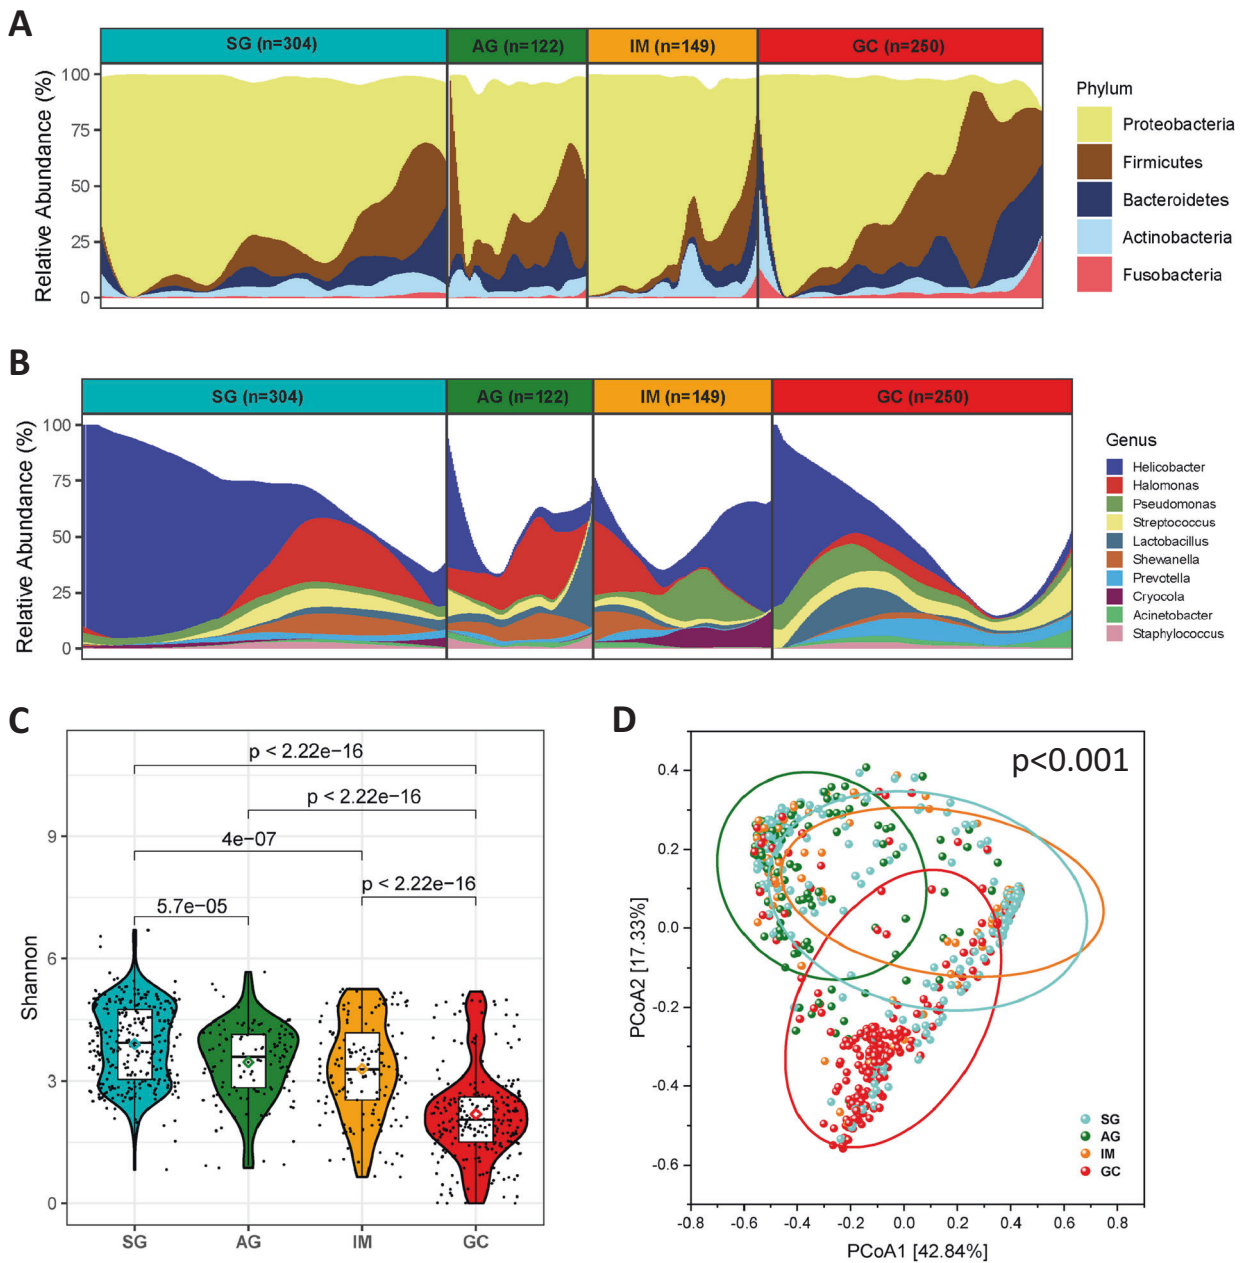 A
SG (n=304) AG (n=122) IM (n=149) GC (n=250)
Relative Abundance (%)
100
75
50
25
0
Phylum
Proteobacteria
Firmicutes
Bacteroidetes
Actinobacteria
Fusobacteria
B
SG (n=304) AG (n=122) IM (n=149) GC (n=250)
Relative Abundance (%)
100
75
50
25
0
Genus
Helicobacter
Halomonas
Pseudomonas
Streptococcus
Lactobacillus
Shewanella
Prevotella
Cryocola
Acinetobacter
Staphylococcus
C
p < 2.22e−16
p < 2.22e−16
4e−07
p < 2.22e−16
5.7e−05
Shannon
9
6
3
0
SG AG IM GC
D
p<0.001
PCoA2 [17.33%]
0.4
0.2
0.0
-0.2
-0.4
-0.6
SG
AG
IM
GC
-0.8 -0.6 -0.4 -0.2 0.0 0.2 0.4 0.6 0.8
PCoA1 [42.84%]